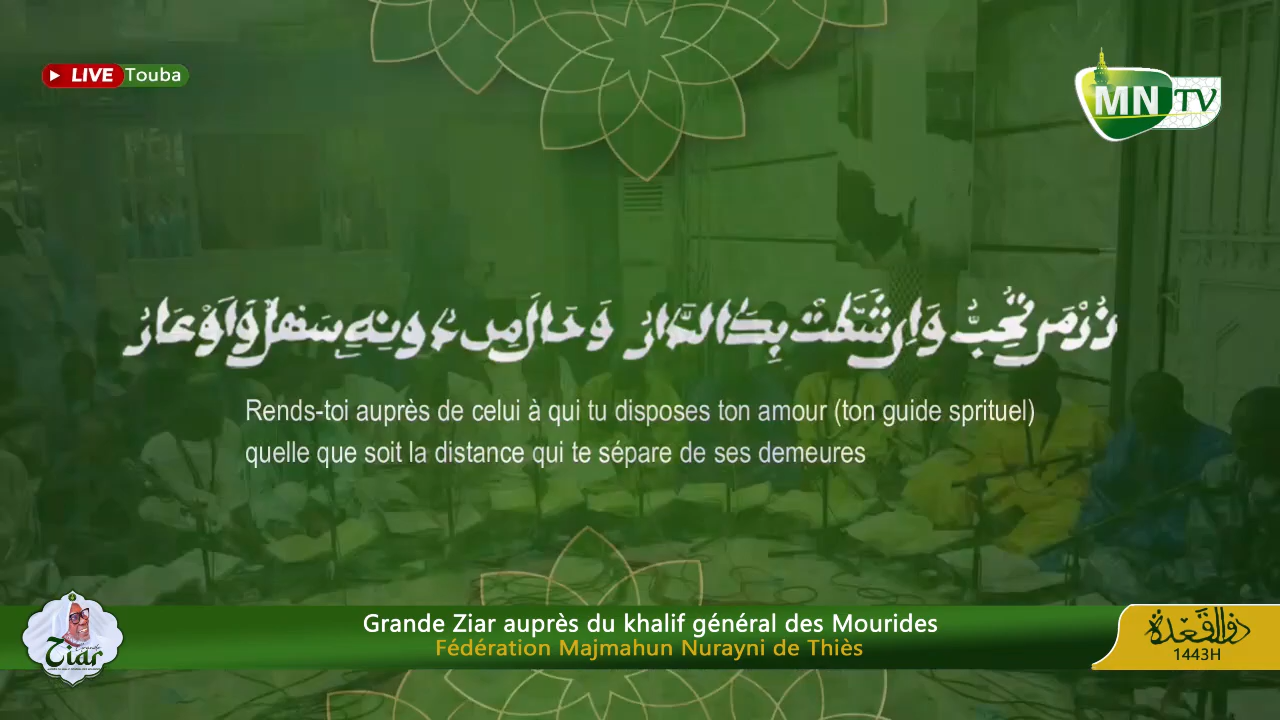 LIVE Touba
MN TV
زُرْ مَن تُحِبُّ وَإِن شَطَّتْ بِكَ الدَّارُ وَحَالَ مِن دُونِهِ سَهْلٌ وَأَوْعَارُ
Rends-toi auprès de celui à qui tu disposes ton amour (ton guide sprituel)
quelle que soit la distance qui te sépare de ses demeures
Grande Ziar auprès du khalif général des Mourides
Fédération Majmahun Nurayni de Thiès
Grande
Ziar
ذو القعدة
1443H